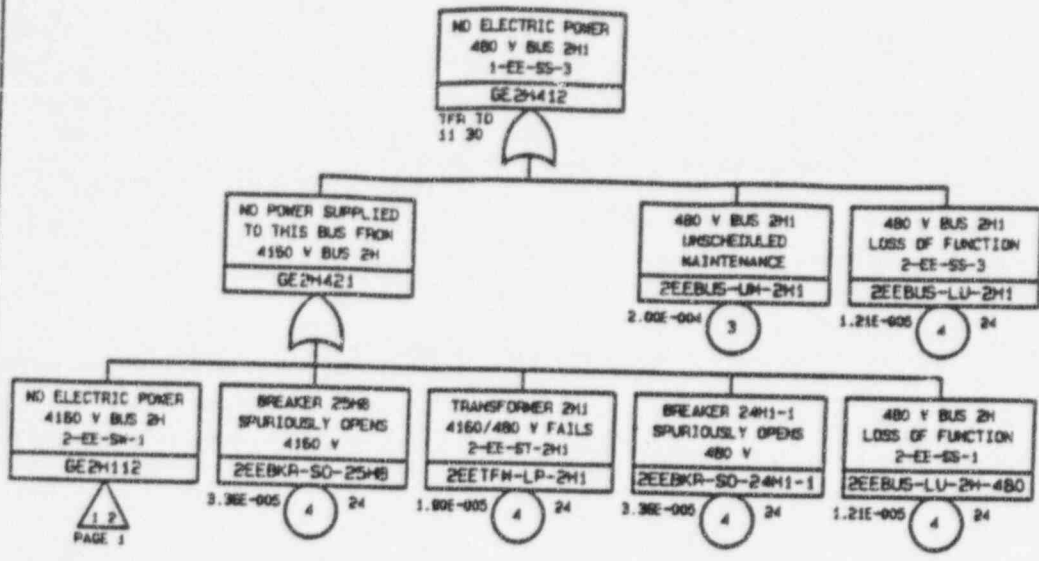 NO ELECTRIC POWER
480 V BUS 2H1
1-EE-SS-3
GE2H412
TFR TO
11 30
NO POWER SUPPLIED
TO THIS BUS FROM
4160 V BUS 2H
GE2H421
480 V BUS 2H1
UNSCHEDULED
MAINTENANCE
2EEBUS-UM-2H1
2.00E-004
3
480 V BUS 2H1
LOSS OF FUNCTION
2-EE-SS-3
2EEBUS-LU-2H1
1.21E-005
4
24
NO ELECTRIC POWER
4160 V BUS 2H
2-EE-SW-1
GE2H112
1 2
PAGE 1
BREAKER 25H8
SPURIOUSLY OPENS
4160 V
2EEBKR-SO-25H8
3.36E-005
4
24
TRANSFORMER 2H1
4160/480 V FAILS
2-EE-ST-2H1
2EETFM-LP-2H1
4
24
BREAKER 24H1-1
SPURIOUSLY OPENS
480 V
2EEBKR-SO-24H1-1
3.36E-005
4
24
480 V BUS 2H
LOSS OF FUNCTION
2-EE-SS-1
2EEBUS-LU-2H-480
1.21E-005
4
24